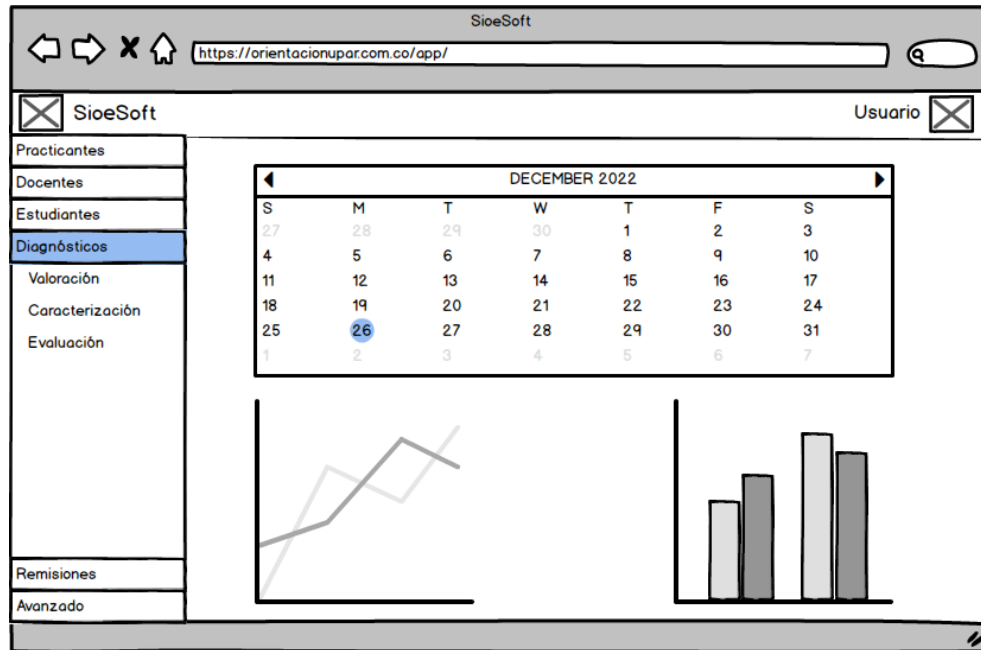 SioeSoft
https://orientacionupar.com.co/app/
SioeSoft
Usuario
Practicantes
Docentes
Estudiantes
Diagnósticos
Valoración
Caracterización
Evaluación
Remisiones
Avanzado
DECEMBER 2022
S M T W T F S
27 28 29 30 1 2 3
4 5 6 7 8 9 10
11 12 13 14 15 16 17
18 19 20 21 22 23 24
25 26 27 28 29 30 31
1 2 3 4 5 6 7